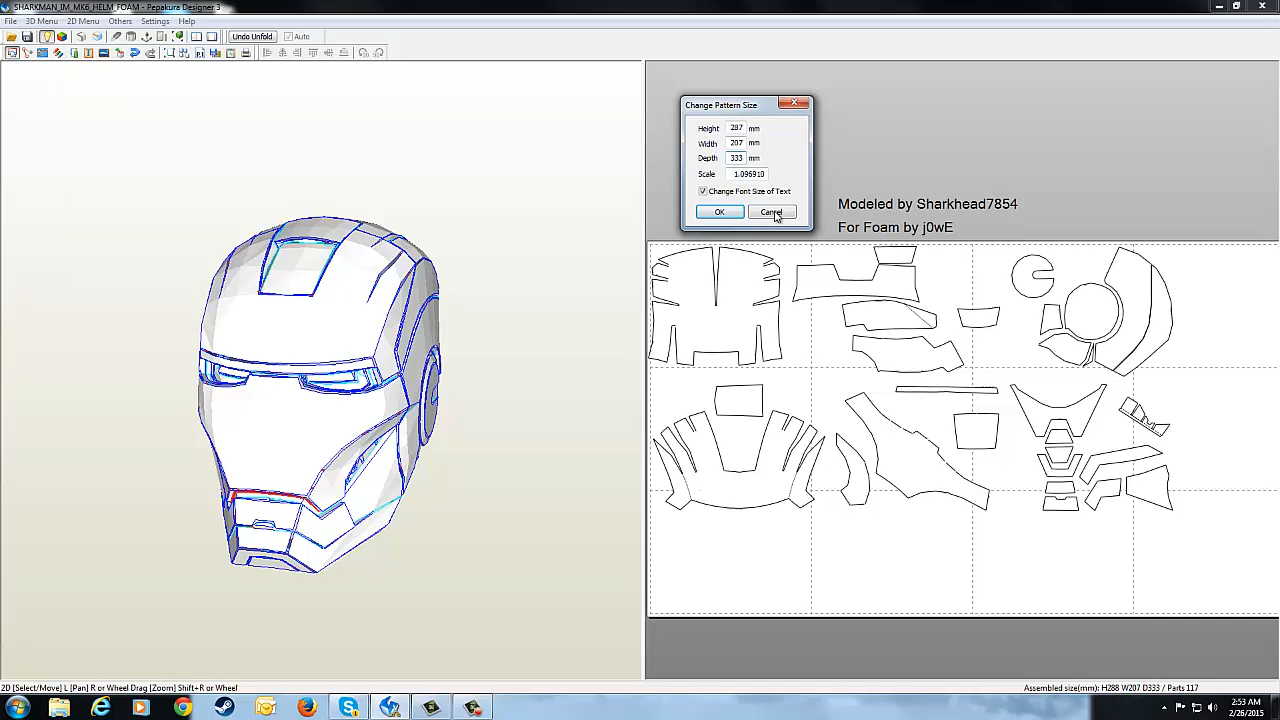 SHARKMAN_IM_MK6_HELM_FOAM - Pepakura Designer 3
File 3D Menu 2D Menu Others Settings Help
Undo Unfold Auto
Change Pattern Size
Height 287 mm
Width 207 mm
Depth 333 mm
Scale 1.096910
Change Font Size of Text
OK Cancel
Modeled by Sharkhead7854
For Foam by j0wE
2D [Select/Move] L [Pan] R or Wheel Drag [Zoom] Shift+R or Wheel
Assembled size(mm): H288 W207 D333 / Parts 117
2:53 AM
2/26/2015